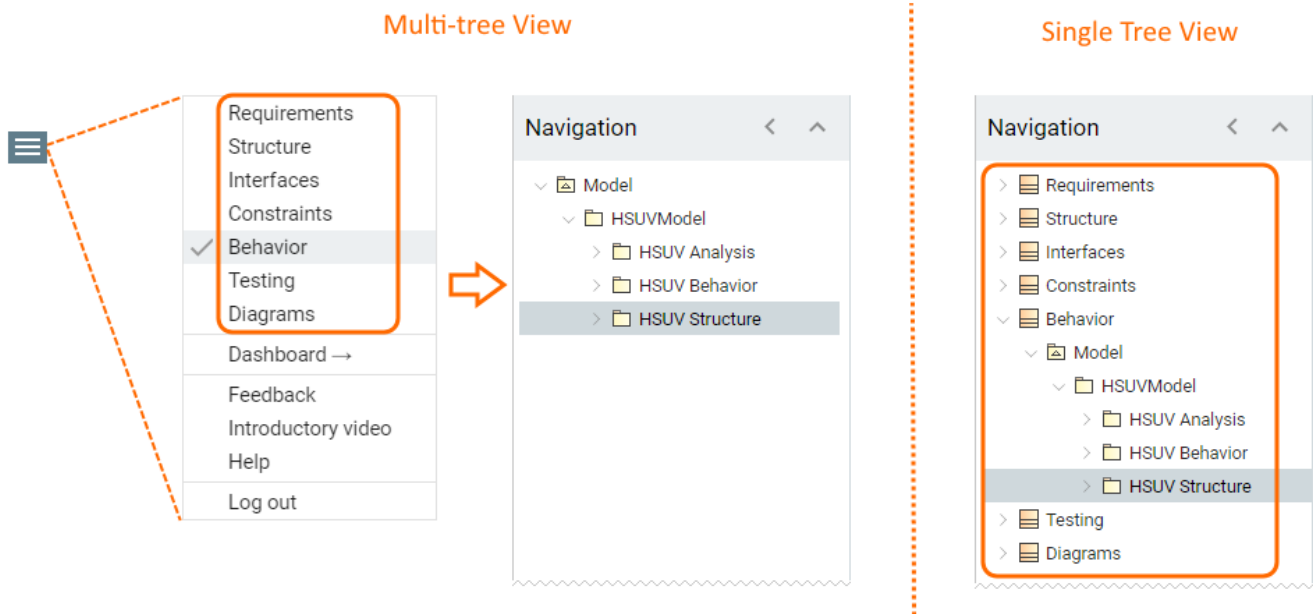 Multi-tree View
Single Tree View
Requirements
Structure
Interfaces
Constraints
Behavior
Testing
Diagrams
Dashboard →
Feedback
Introductory video
Help
Log out
Navigation
Model
HSUVModel
HSUV Analysis
HSUV Behavior
HSUV Structure
Navigation
Requirements
Structure
Interfaces
Constraints
Behavior
Model
HSUVModel
HSUV Analysis
HSUV Behavior
HSUV Structure
Testing
Diagrams